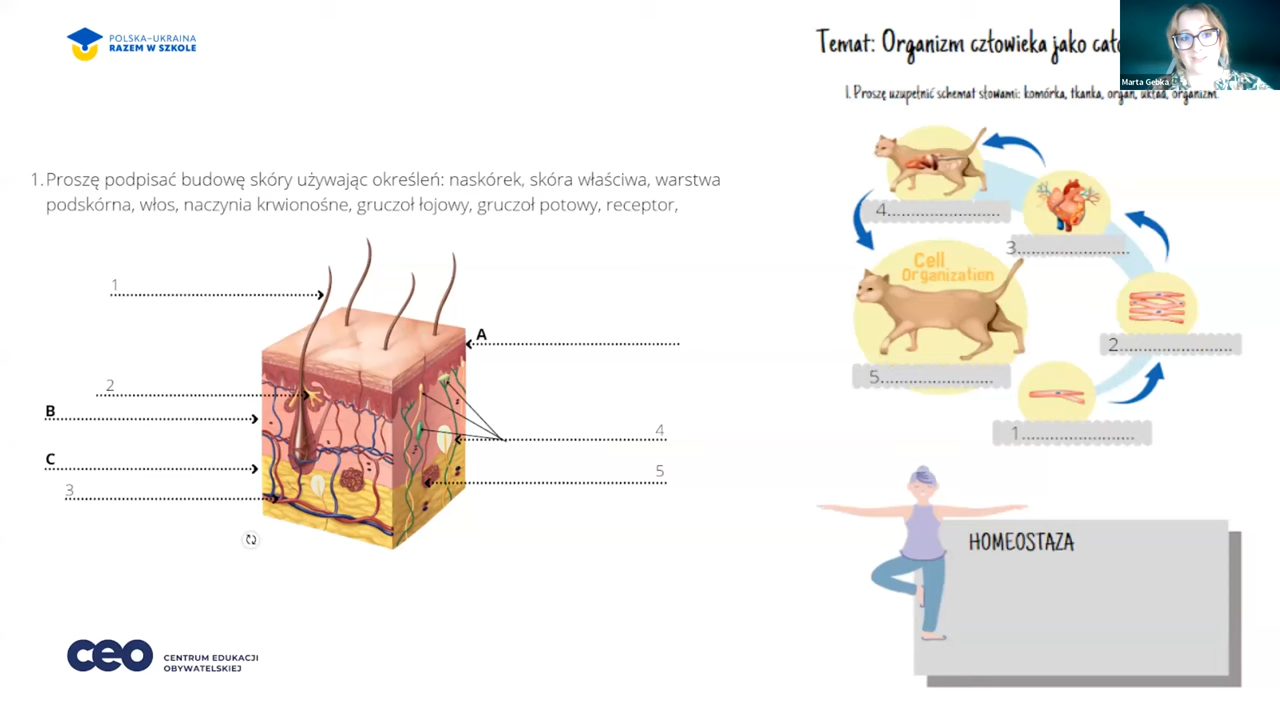 POLSKA-UKRAINA
RAZEM W SZKOLE
1. Proszę podpisać budowę skóry używając określeń: naskórek, skóra właściwa, warstwa
podskórna, włos, naczynia krwionośne, gruczoł łojowy, gruczoł potowy, receptor,
1
A
2
B
4
C
5
3
ceo CENTRUM EDUKACJI
OBYWATELSKIEJ
Temat: Organizm człowieka jako
Marta Gębka
1. Proszę uzupełnić schemat słowami: komórka, tkanka, organ, układ, organizm.
4..........................
3..........................
Cell
Organization
2..........................
5..........................
1..........................
HOMEOSTAZA